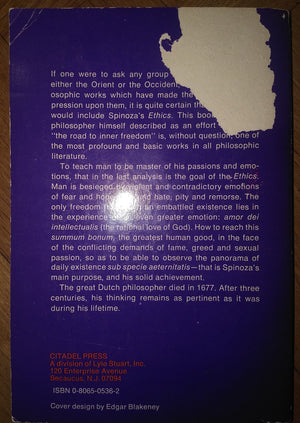 If one were to ask any group
either the Orient or the Occident,
osophic works which have made the
pression upon them, it is quite certain
would include Spinoza's Ethics. This
philosopher himself described as an effort
"the road to inner freedom" is, without question, one of
the most profound and basic works in all philosophic
literature.
To teach man to be master of his passions and emo-
tions, that in the last analysis is the goal of the Ethics.
Man is besieged by violent and contradictory emotions
of fear and hope, love and hate, pity and remorse. The
only freedom from such an embattled existence lies in
the experience of an even greater emotion: amor dei
intellectualis (the rational love of God). How to reach this
summum bonum, the greatest human good, in the face
of the conflicting demands of fame, greed and sexual
passion, so as to be able to observe the panorama of
daily existence sub specie aeternitatis—that is Spinoza's
main purpose, and his solid achievement.
The great Dutch philosopher died in 1677. After three
centuries, his thinking remains as pertinent as it was
during his lifetime.
CITADEL PRESS
A division of Lyle Stuart, Inc.
120 Enterprise Avenue
Secaucus, N.J. 07094
ISBN 0-8065-0536-2
Cover design by Edgar Blakeney